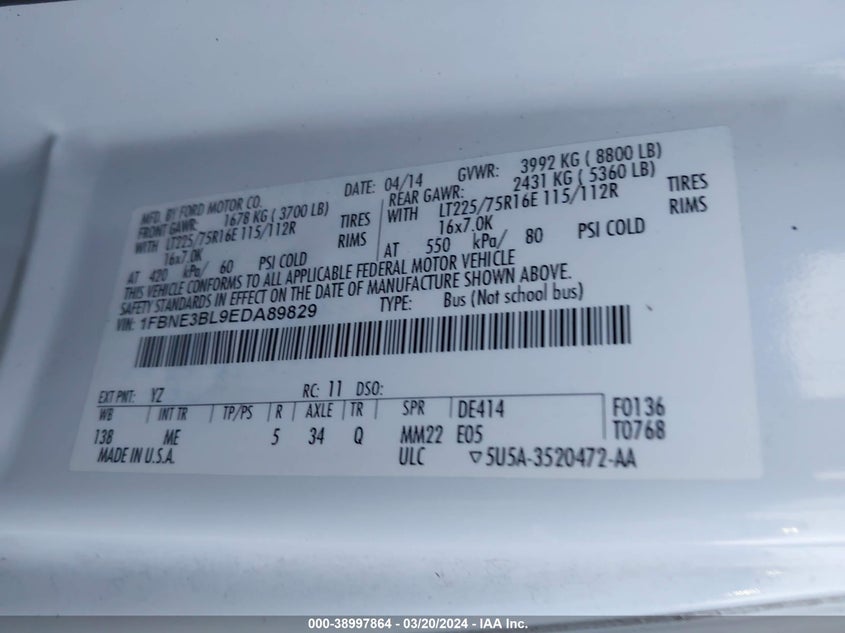 MFD. BY FORD MOTOR CO. DATE: 04/14 GVWR: 3992 KG ( 8800 LB)
FRONT GAWR: 1678 KG ( 3700 LB) REAR GAWR: 2431 KG ( 5360 LB)
WITH LT225/75R16E 115/112R TIRES WITH LT225/75R16E 115/112R TIRES
16x7.0K RIMS 16x7.0K RIMS
AT 420 kPa/ 60 PSI COLD AT 550 kPa/ 80 PSI COLD
THIS VEHICLE CONFORMS TO ALL APPLICABLE FEDERAL MOTOR VEHICLE
SAFETY STANDARDS IN EFFECT ON THE DATE OF MANUFACTURE SHOWN ABOVE.
VIN: 1FBNE3BL9EDA89829 TYPE: Bus (Not school bus)
EXT PNT: YZ RC: 11 DSO:
WB INT TR TP/PS R AXLE TR SPR DE414 F0136
138 ME 5 34 Q MM22 E05 T0768
MADE IN U.S.A. ULC ▽5U5A-3520472-AA
000-38997864 — 03/20/2024 — IAA Inc.